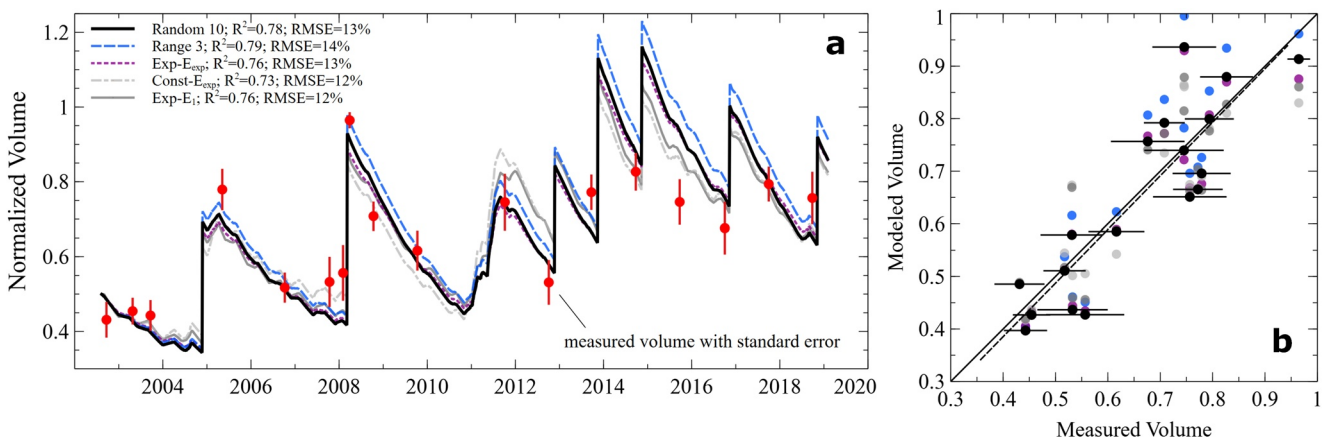 Random 10; R²=0.78; RMSE=13%
Range 3; R²=0.79; RMSE=14%
Exp-Eexp; R²=0.76; RMSE=13%
Const-Eexp; R²=0.73; RMSE=12%
Exp-E₁; R²=0.76; RMSE=12%
a
Normalized Volume
1.2
1
0.8
0.6
0.4
measured volume with standard error
2004
2006
2008
2010
2012
2014
2016
2018
2020
b
Modeled Volume
1
0.9
0.8
0.7
0.6
0.5
0.4
0.3
0.3
0.4
0.5
0.6
0.7
0.8
0.9
1
Measured Volume